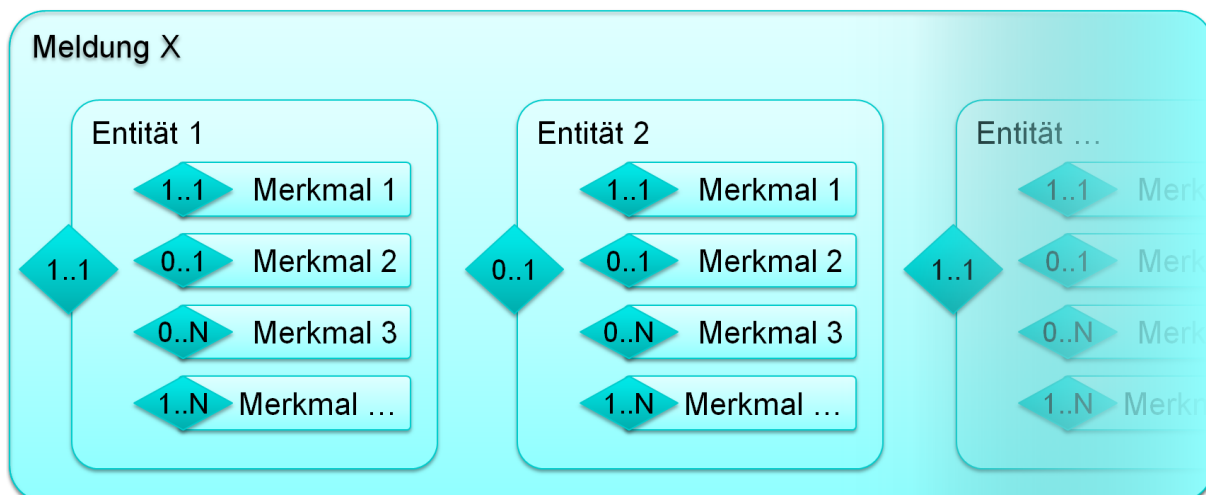 Meldung X
Entität 1
1..1
1..1 Merkmal 1
0..1 Merkmal 2
0..N Merkmal 3
1..N Merkmal …
Entität 2
0..1
1..1 Merkmal 1
0..1 Merkmal 2
0..N Merkmal 3
1..N Merkmal …
Entität …
1..1
1..1
0..1
0..N
1..N